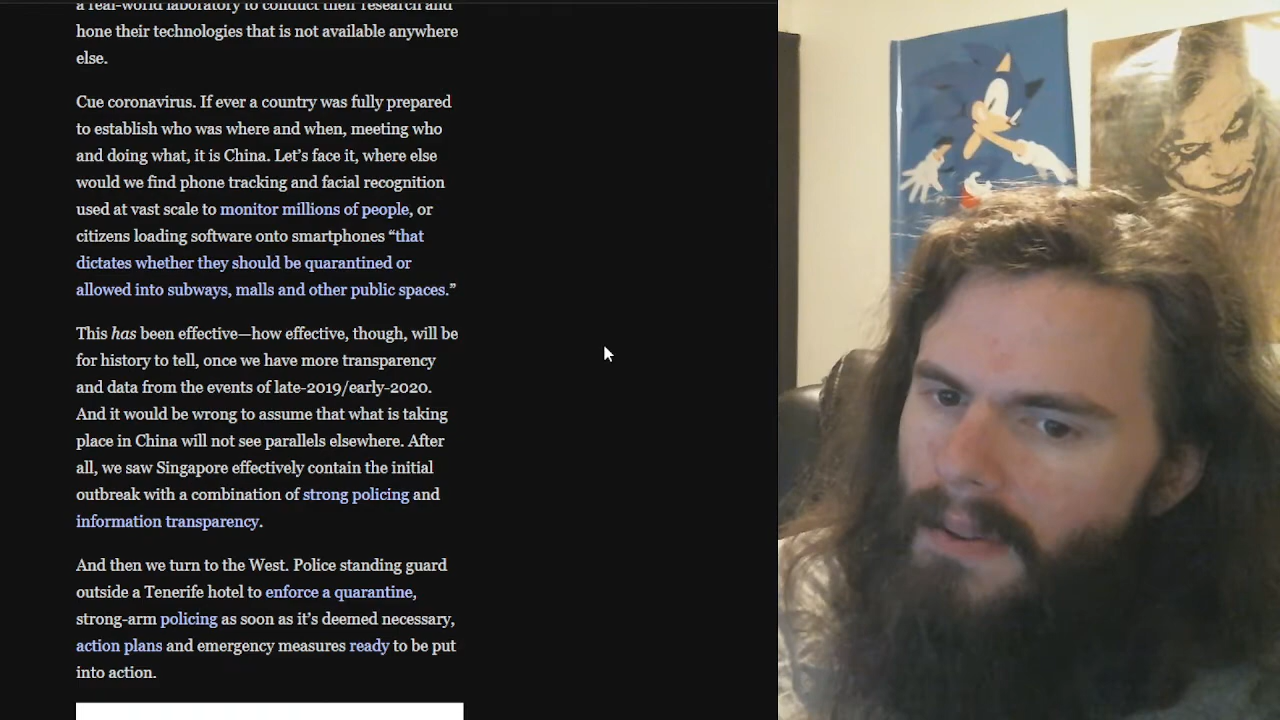 a real-world laboratory to conduct their research and
hone their technologies that is not available anywhere
else.
Cue coronavirus. If ever a country was fully prepared
to establish who was where and when, meeting who
and doing what, it is China. Let’s face it, where else
would we find phone tracking and facial recognition
used at vast scale to monitor millions of people, or
citizens loading software onto smartphones “that
dictates whether they should be quarantined or
allowed into subways, malls and other public spaces.”
This has been effective—how effective, though, will be
for history to tell, once we have more transparency
and data from the events of late-2019/early-2020.
And it would be wrong to assume that what is taking
place in China will not see parallels elsewhere. After
all, we saw Singapore effectively contain the initial
outbreak with a combination of strong policing and
information transparency.
And then we turn to the West. Police standing guard
outside a Tenerife hotel to enforce a quarantine,
strong-arm policing as soon as it’s deemed necessary,
action plans and emergency measures ready to be put
into action.